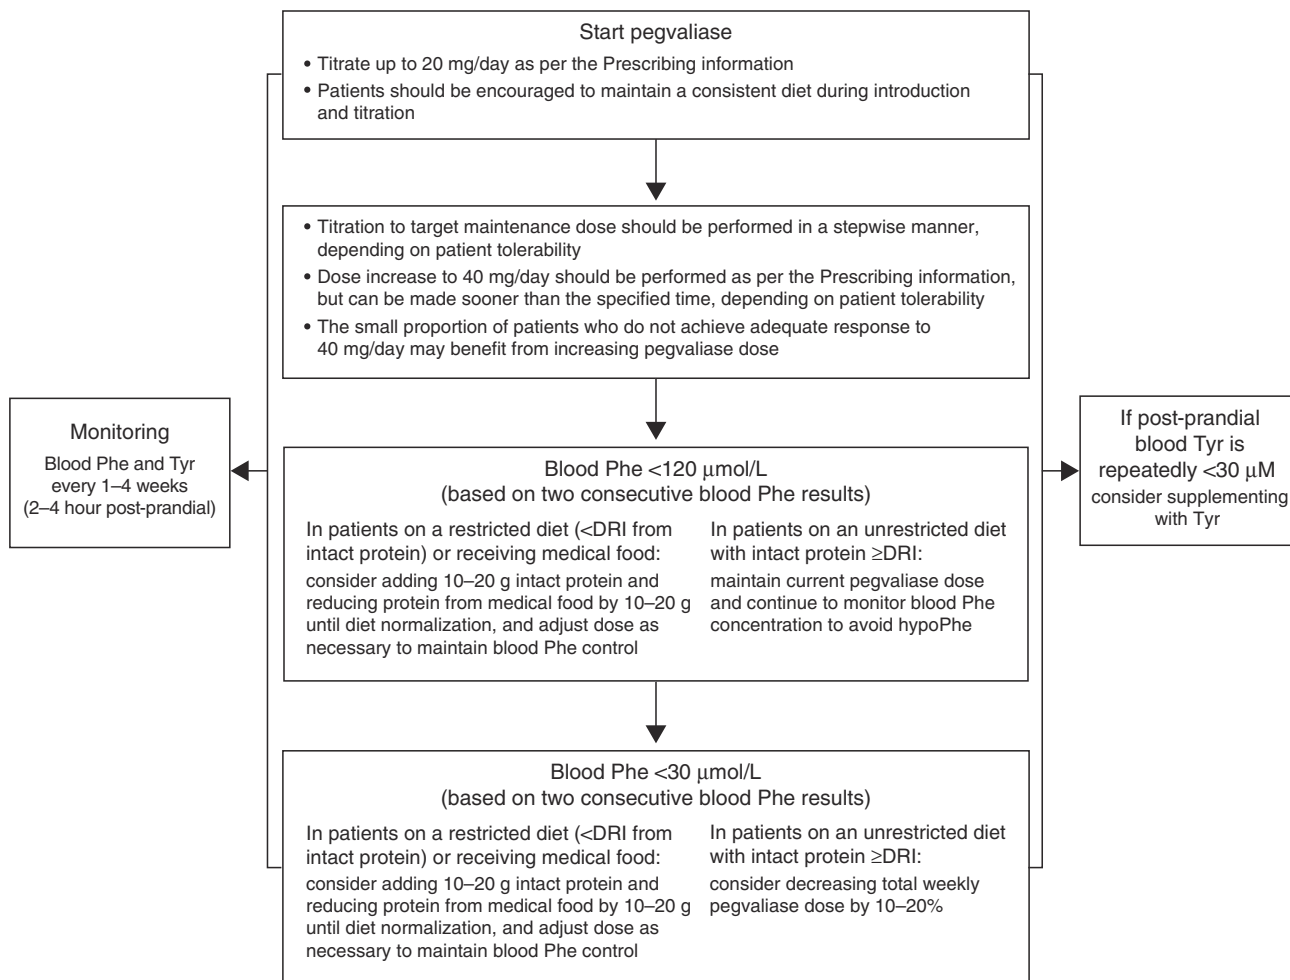 Start pegvaliase
• Titrate up to 20 mg/day as per the Prescribing information
• Patients should be encouraged to maintain a consistent diet during introduction
and titration
• Titration to target maintenance dose should be performed in a stepwise manner,
depending on patient tolerability
• Dose increase to 40 mg/day should be performed as per the Prescribing information,
but can be made sooner than the specified time, depending on patient tolerability
• The small proportion of patients who do not achieve adequate response to
40 mg/day may benefit from increasing pegvaliase dose
Monitoring
Blood Phe and Tyr
every 1–4 weeks
(2–4 hour post-prandial)
If post-prandial
blood Tyr is
repeatedly <30 μM
consider supplementing
with Tyr
Blood Phe <120 μmol/L
(based on two consecutive blood Phe results)
In patients on a restricted diet (<DRI from
intact protein) or receiving medical food:
consider adding 10–20 g intact protein and
reducing protein from medical food by 10–20 g
until diet normalization, and adjust dose as
necessary to maintain blood Phe control
In patients on an unrestricted diet
with intact protein ≥DRI:
maintain current pegvaliase dose
and continue to monitor blood Phe
concentration to avoid hypoPhe
Blood Phe <30 μmol/L
(based on two consecutive blood Phe results)
In patients on a restricted diet (<DRI from
intact protein) or receiving medical food:
consider adding 10–20 g intact protein and
reducing protein from medical food by 10–20 g
until diet normalization, and adjust dose as
necessary to maintain blood Phe control
In patients on an unrestricted diet
with intact protein ≥DRI:
consider decreasing total weekly
pegvaliase dose by 10–20%